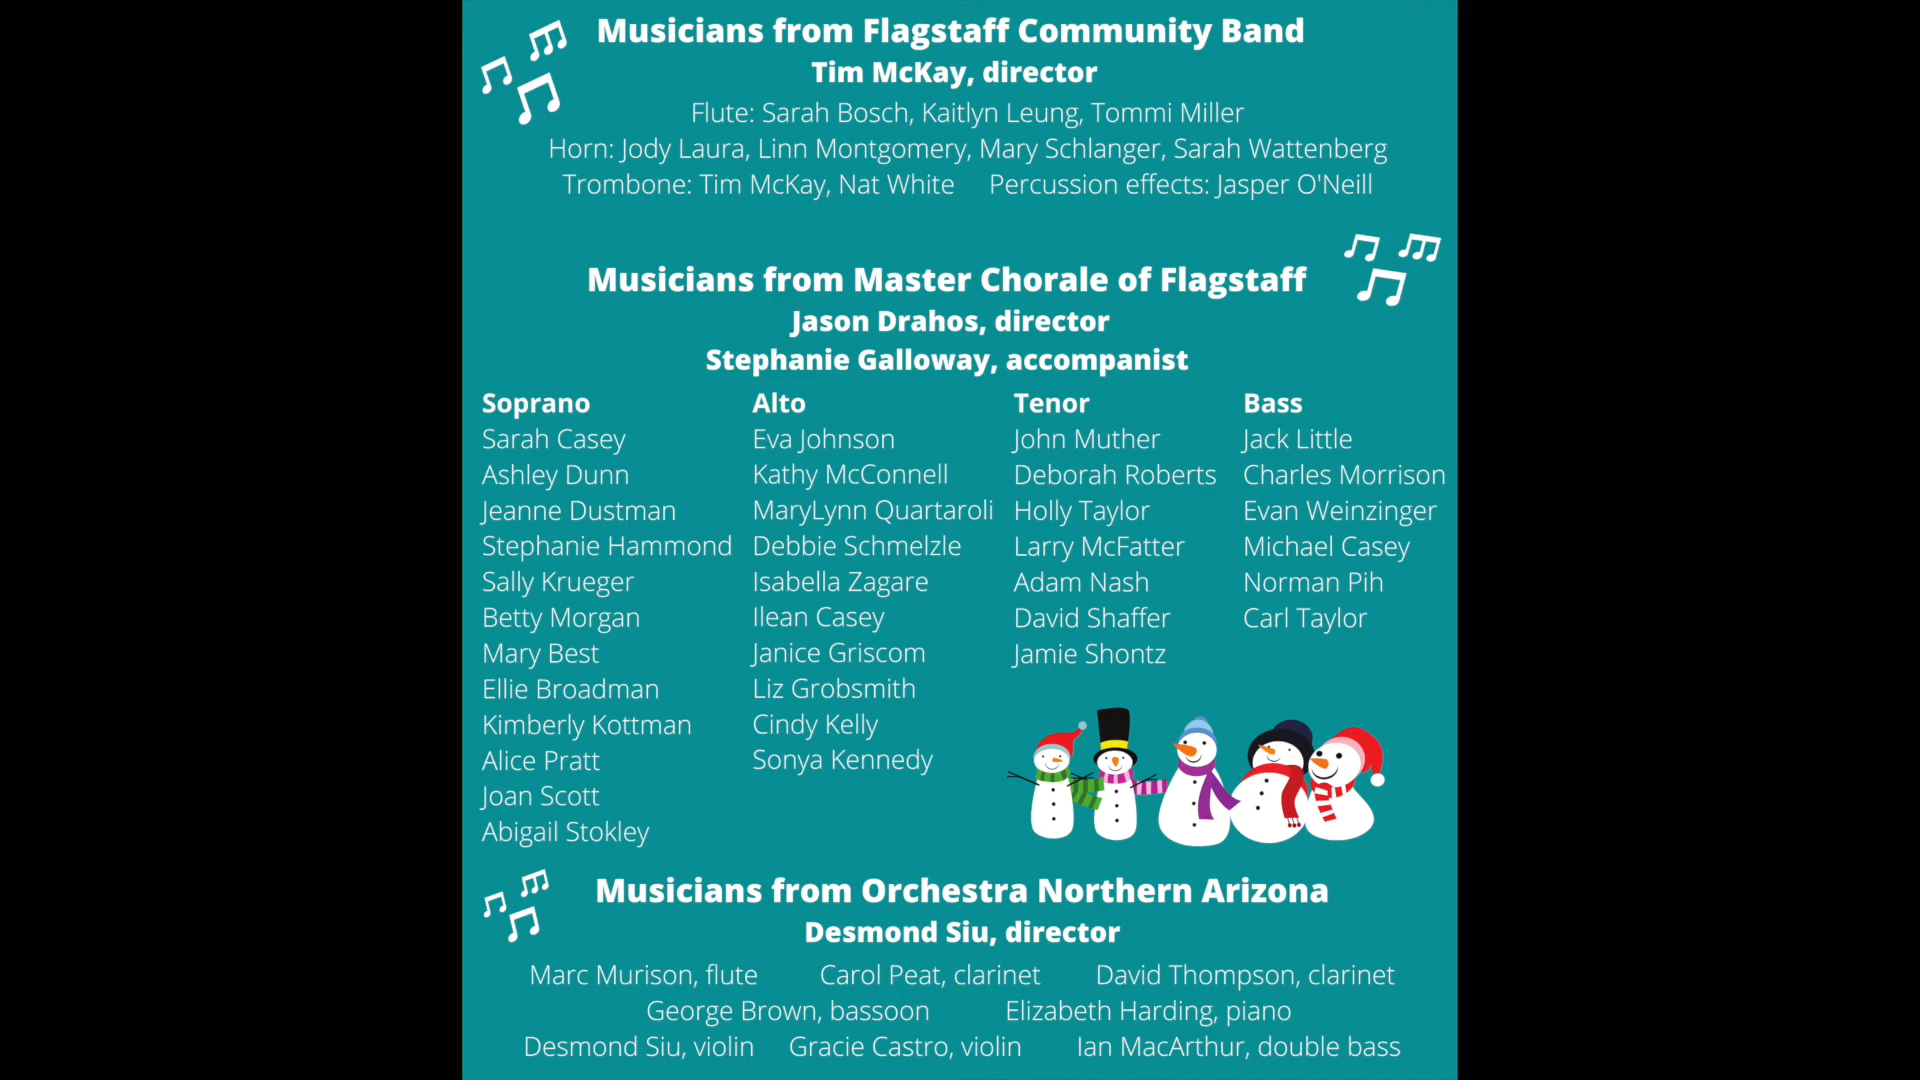 Musicians from Flagstaff Community Band
Tim McKay, director
Flute: Sarah Bosch, Kaitlyn Leung, Tommi Miller
Horn: Jody Laura, Linn Montgomery, Mary Schlanger, Sarah Wattenberg
Trombone: Tim McKay, Nat White Percussion effects: Jasper O'Neill
Musicians from Master Chorale of Flagstaff
Jason Drahos, director
Stephanie Galloway, accompanist
Soprano
Sarah Casey
Ashley Dunn
Jeanne Dustman
Stephanie Hammond
Sally Krueger
Betty Morgan
Mary Best
Ellie Broadman
Kimberly Kottman
Alice Pratt
Joan Scott
Abigail Stokley
Alto
Eva Johnson
Kathy McConnell
MaryLynn Quartaroli
Debbie Schmelzle
Isabella Zagare
Ilean Casey
Janice Griscom
Liz Grobsmith
Cindy Kelly
Sonya Kennedy
Tenor
John Muther
Deborah Roberts
Holly Taylor
Larry McFatter
Adam Nash
David Shaffer
Jamie Shontz
Bass
Jack Little
Charles Morrison
Evan Weinzinger
Michael Casey
Norman Pih
Carl Taylor
Musicians from Orchestra Northern Arizona
Desmond Siu, director
Marc Murison, flute Carol Peat, clarinet David Thompson, clarinet
George Brown, bassoon Elizabeth Harding, piano
Desmond Siu, violin Gracie Castro, violin Ian MacArthur, double bass